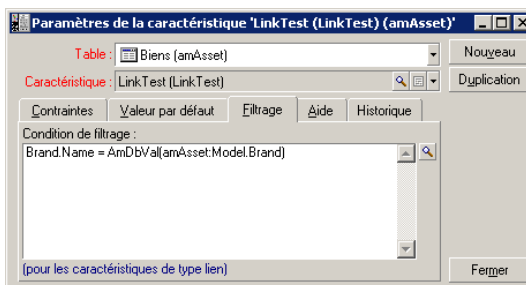 Paramètres de la caractéristique 'LinkTest (LinkTest) (amAsset)'
Table : Biens (amAsset) Nouveau
Caractéristique : LinkTest (LinkTest) Duplication
Contraintes Valeur par défaut Filtrage Aide Historique
Condition de filtrage :
Brand.Name = AmDbVal(amAsset:Model.Brand)
(pour les caractéristiques de type lien) Fermer